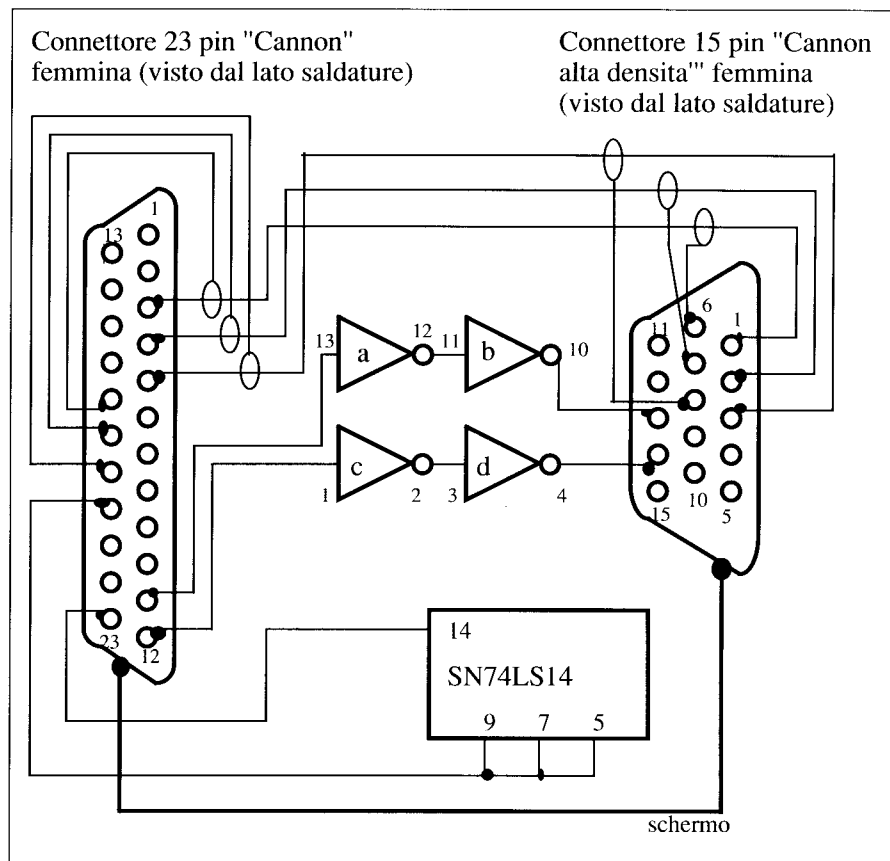 Connettore 23 pin "Cannon"
femmina (visto dal lato saldature)
Connettore 15 pin "Cannon
alta densita'" femmina
(visto dal lato saldature)
1
13
23
12
13
a
12
11
b
10
1
c
2
3
d
4
6
11
1
15
10
5
14
SN74LS14
9
7
5
schermo